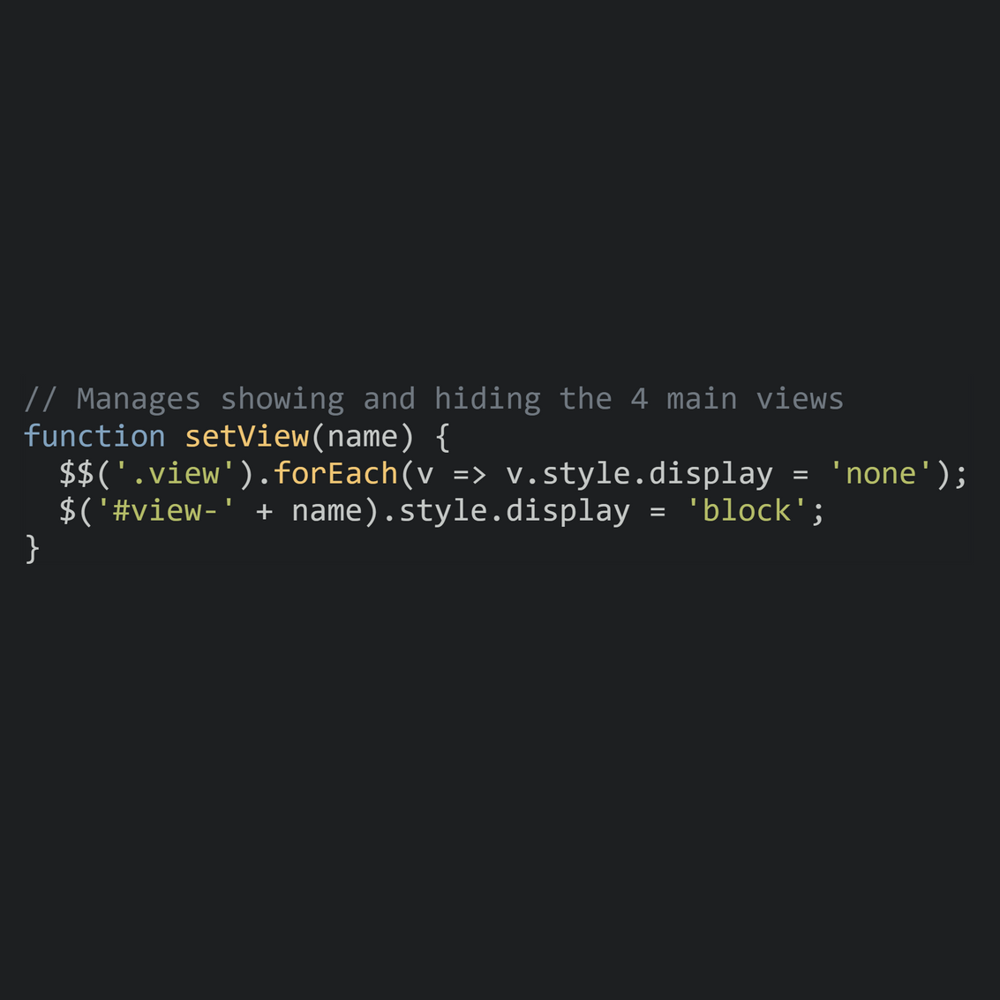 // Manages showing and hiding the 4 main views
function setView(name) {
  $$('.view').forEach(v => v.style.display = 'none');
  $('#view-' + name).style.display = 'block';
}